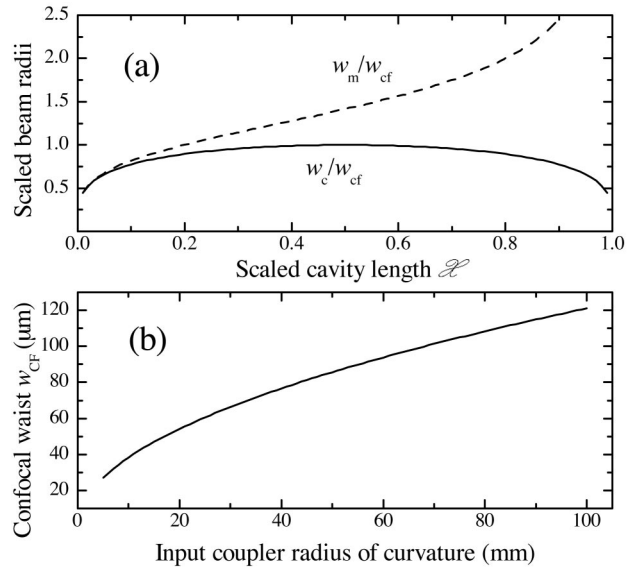 Scaled beam radii
2.5
2.0
1.5
1.0
0.5
(a)
w_m/w_cf
w_c/w_cf
0.0 0.2 0.4 0.6 0.8 1.0
Scaled cavity length 𝒳
Confocal waist w_CF (μm)
120
100
80
60
40
20
(b)
0 20 40 60 80 100
Input coupler radius of curvature (mm)